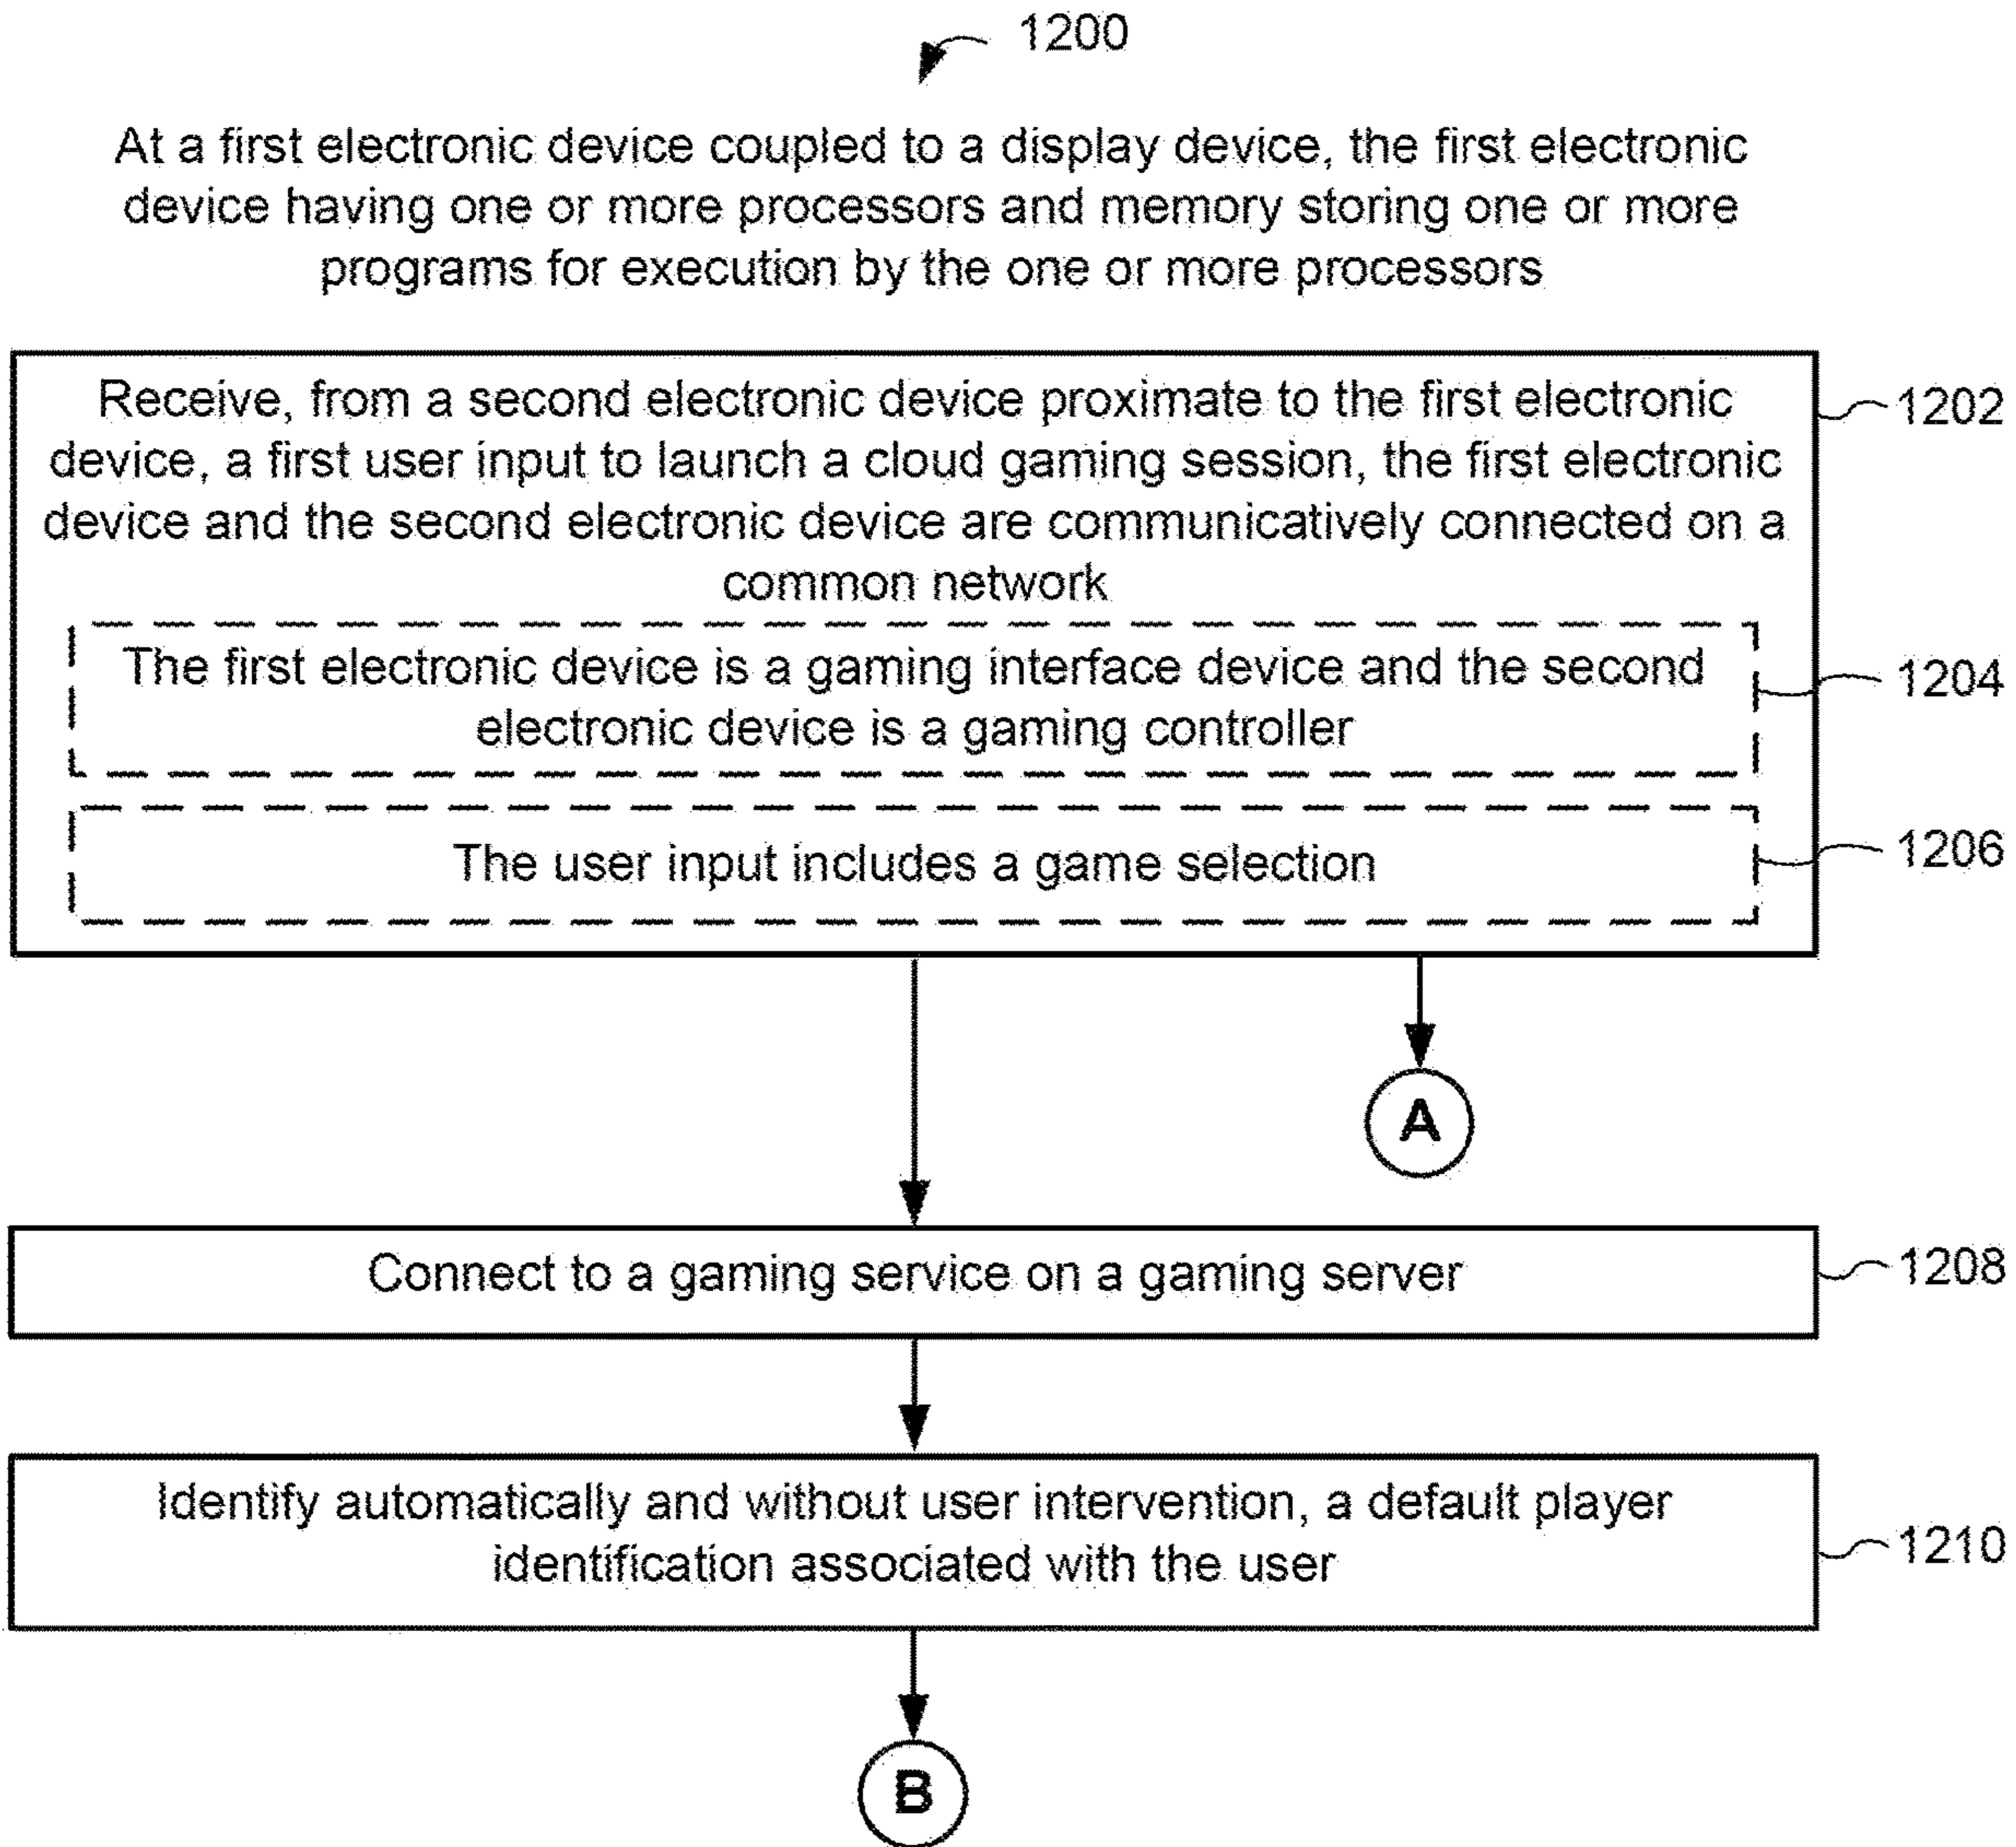 1200
At a first electronic device coupled to a display device, the first electronic
device having one or more processors and memory storing one or more
programs for execution by the one or more processors
Receive, from a second electronic device proximate to the first electronic
device, a first user input to launch a cloud gaming session, the first electronic
device and the second electronic device are communicatively connected on a
common network
1202
The first electronic device is a gaming interface device and the second
electronic device is a gaming controller
1204
The user input includes a game selection
1206
A
Connect to a gaming service on a gaming server
1208
Identify automatically and without user intervention, a default player
identification associated with the user
1210
B